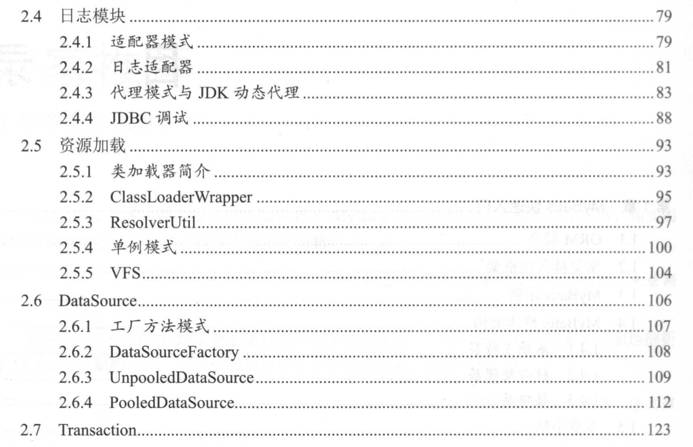 2.4 日志模块 79
2.4.1 适配器模式 79
2.4.2 日志适配器 81
2.4.3 代理模式与 JDK 动态代理 83
2.4.4 JDBC 调试 88
2.5 资源加载 93
2.5.1 类加载器简介 93
2.5.2 ClassLoaderWrapper 95
2.5.3 ResolverUtil 97
2.5.4 单例模式 100
2.5.5 VFS 104
2.6 DataSource 106
2.6.1 工厂方法模式 107
2.6.2 DataSourceFactory 108
2.6.3 UnpooledDataSource 109
2.6.4 PooledDataSource 112
2.7 Transaction 123